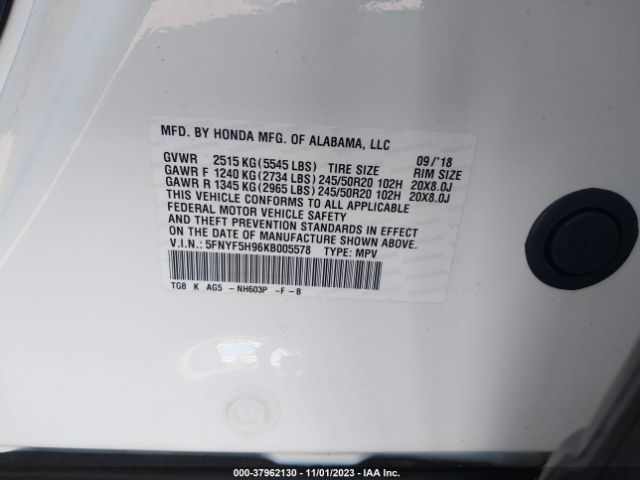 MFD. BY HONDA MFG. OF ALABAMA, LLC
GVWR 2515 KG (5545 LBS) TIRE SIZE 09/'18 RIM SIZE
GAWR F 1240 KG (2734 LBS) 245/50R20 102H 20X8.0J
GAWR R 1345 KG (2965 LBS) 245/50R20 102H 20X8.0J
THIS VEHICLE CONFORMS TO ALL APPLICABLE
FEDERAL MOTOR VEHICLE SAFETY
AND THEFT PREVENTION STANDARDS IN EFFECT
ON THE DATE OF MANUFACTURE SHOWN ABOVE.
V.I.N.: 5FNYF5H96KB005578 TYPE: MPV
TG8 K AG5 - NH603P -F-B
000-37962130 - 11/01/2023 - IAA Inc.